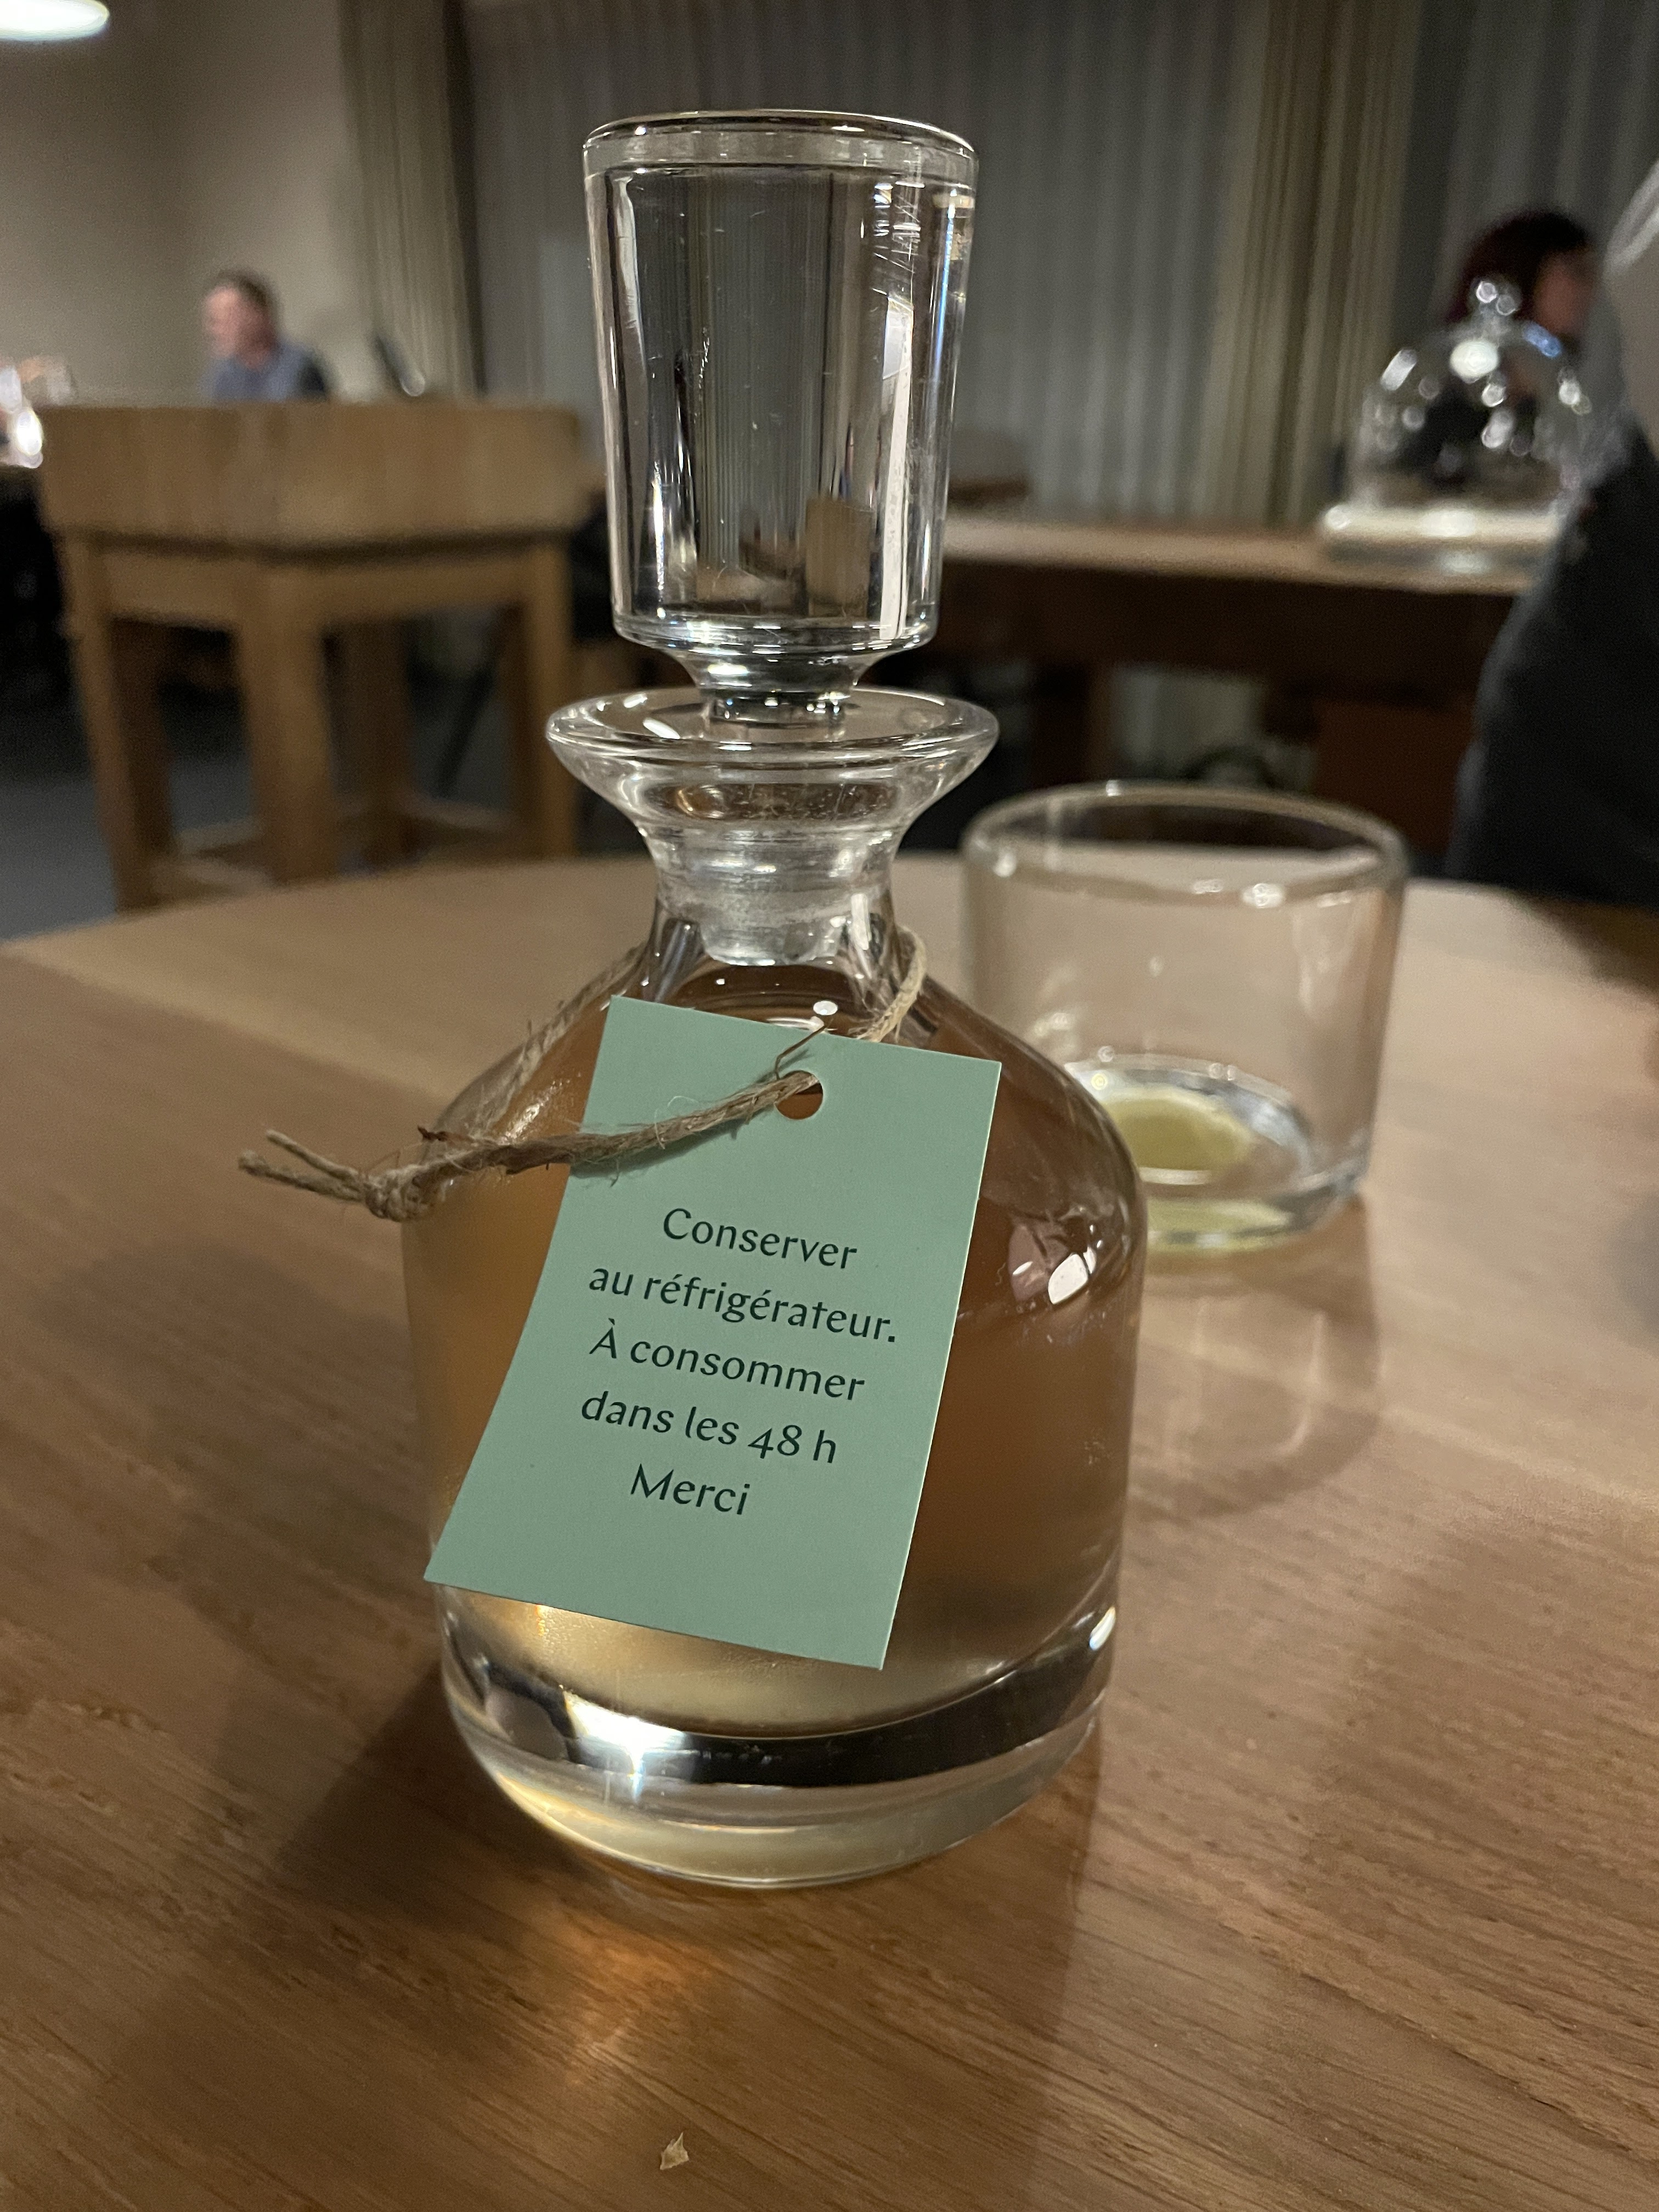 Conserver
au réfrigérateur.
À consommer
dans les 48 h
Merci